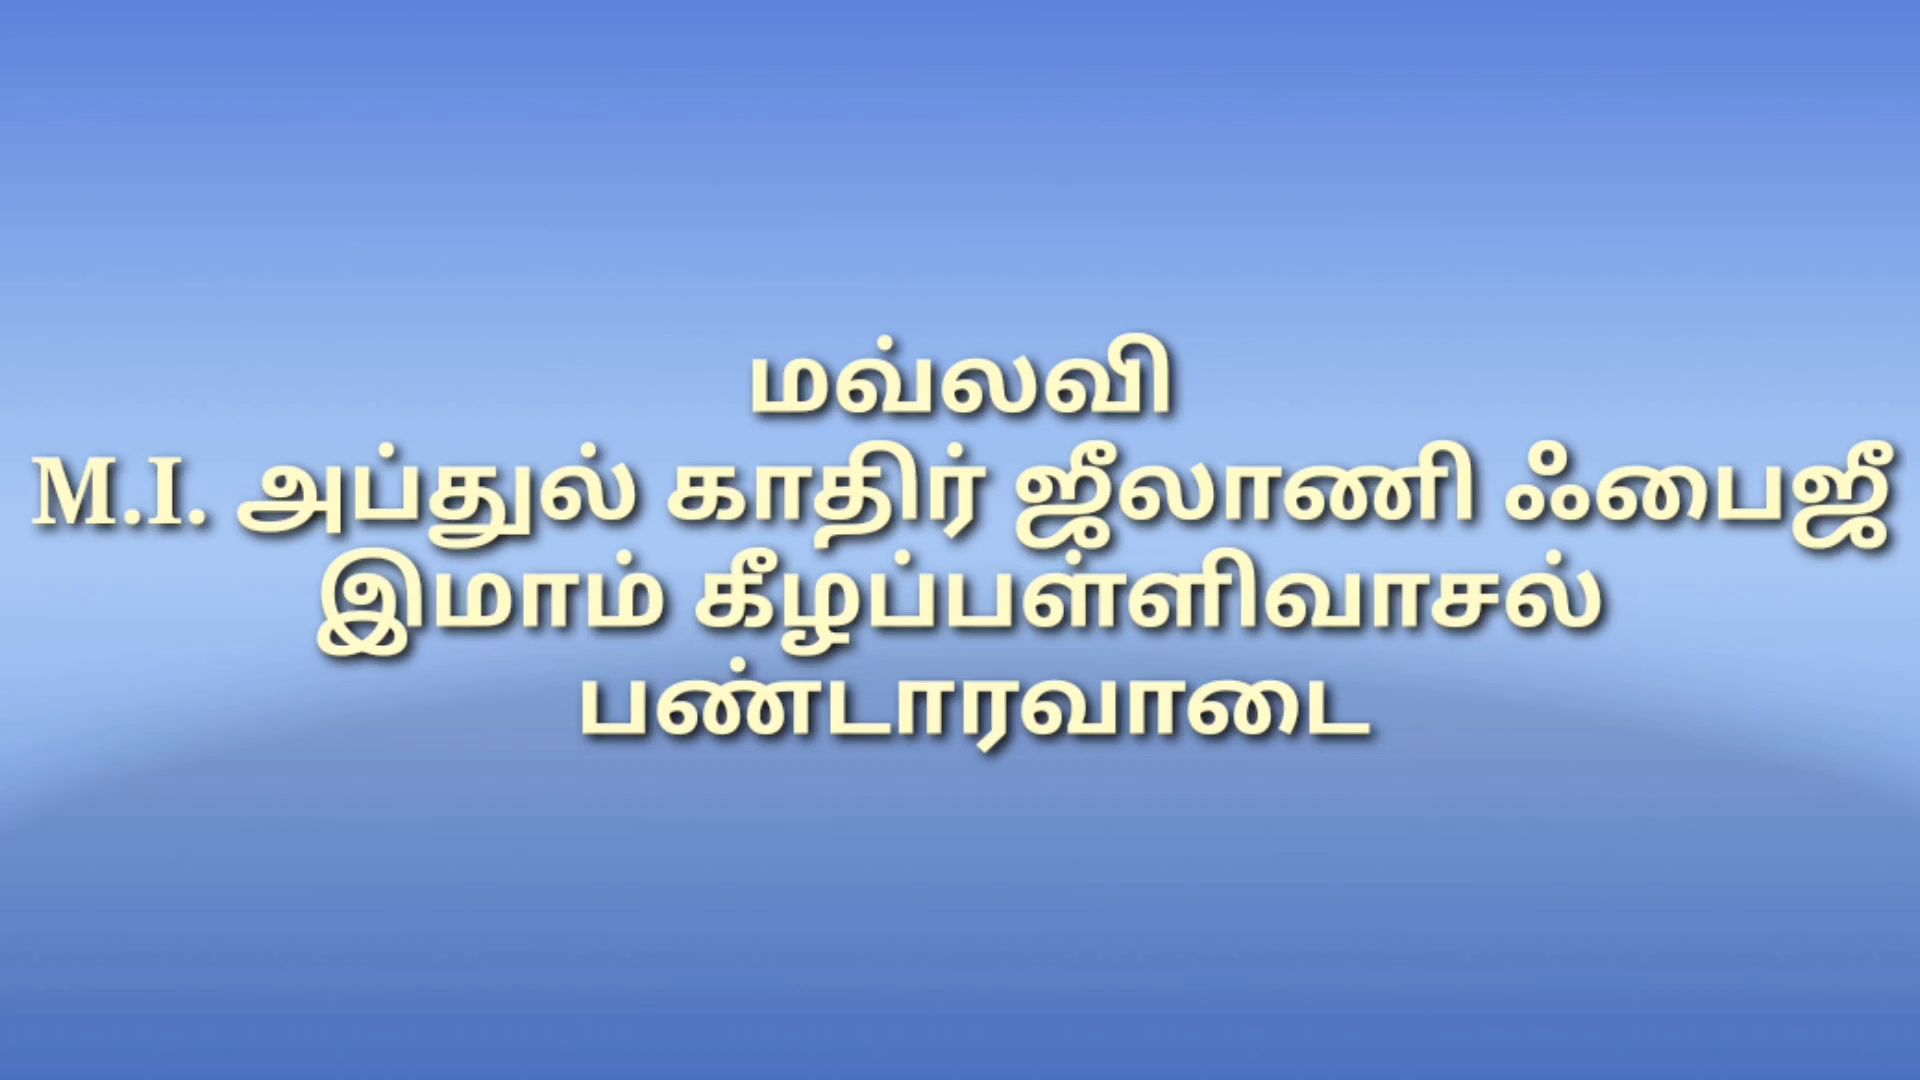 மவ்லவி
M.I. அப்துல் காதிர் ஜீலாணி ஃபைஜீ
இமாம் கீழப்பள்ளிவாசல்
பண்டாரவாடை